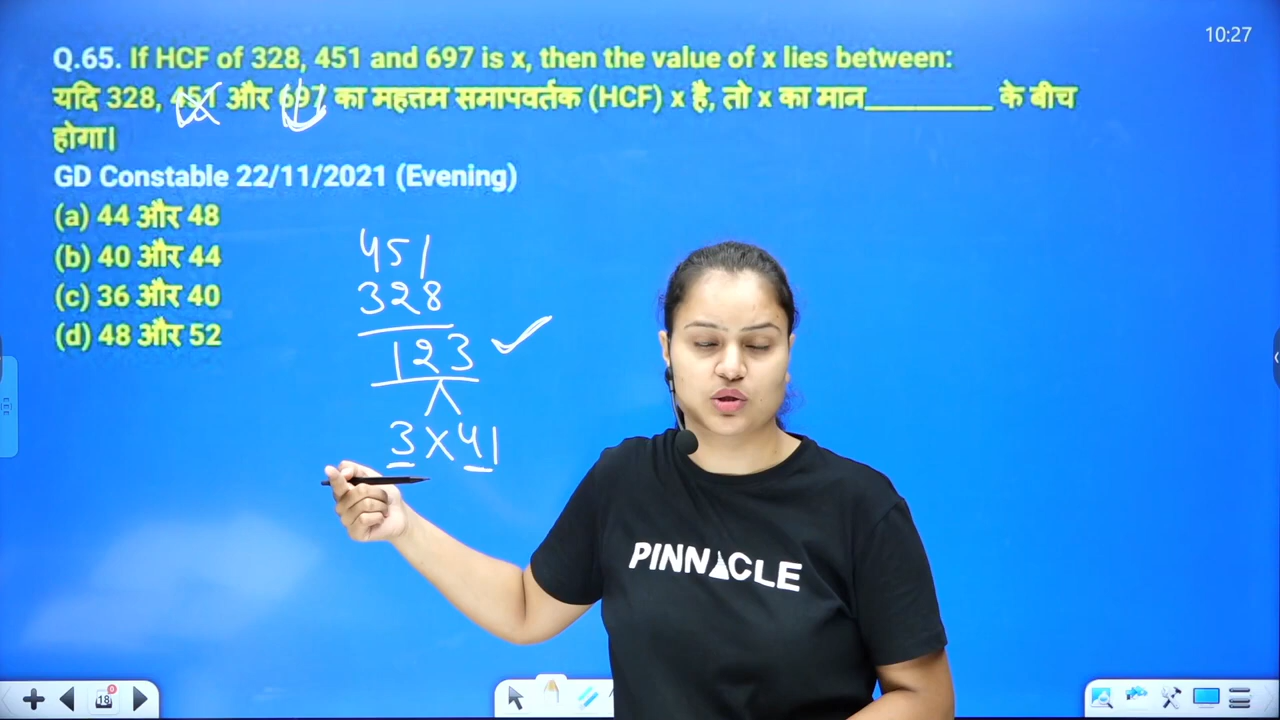 10:27
Q.65. If HCF of 328, 451 and 697 is x, then the value of x lies between:
यदि 328, 451 और 697 का महत्तम समापवर्तक (HCF) x है, तो x का मान_________ के बीच
होगा।
GD Constable 22/11/2021 (Evening)
(a) 44 और 48
(b) 40 और 44
(c) 36 और 40
(d) 48 और 52
451
328
123
3 X 41
PINNACLE
18